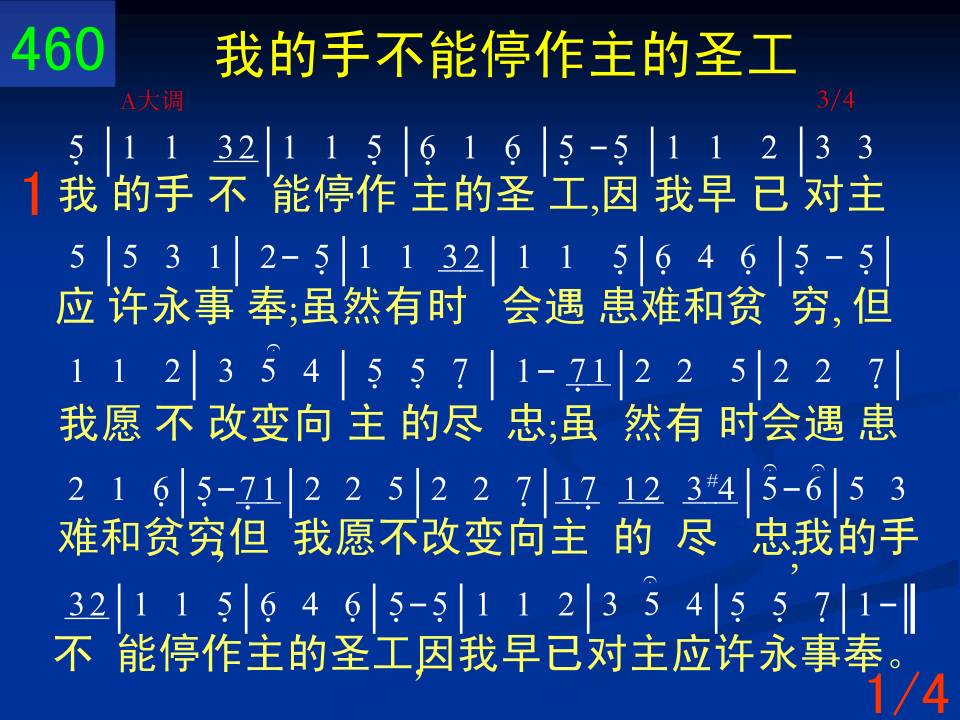 460
我的手不能停作主的圣工
A大调 3/4
5̣ | 1 1 32 | 1 1 5̣ | 6̣ 1 6̣ | 5̣ - 5̣ | 1 1 2 | 3 3
1 我的手不能停作主的圣工,因我早已对主
5 | 5 3 1 | 2 - 5̣ | 1 1 32 | 1 1 5̣ | 6̣ 4 6̣ | 5̣ - 5̣ |
应许永事奉;虽然有时会遇患难和贫穷,但
1 1 2 | 3 5 4 | 5̣ 5̣ 7̣ | 1 - 7̣1 | 2 2 5 | 2 2 7̣ |
我愿不改变向主的尽忠;虽然有时会遇患
2 1 6̣ | 5̣ - 7̣1 | 2 2 5 | 2 2 7̣ | 17̣ 12 3#4 | 5 - 6 | 5 3
难和贫穷,但我愿不改变向主的尽忠;我的手
32 | 1 1 5̣ | 6̣ 4 6̣ | 5̣ - 5̣ | 1 1 2 | 3 5 4 | 5̣ 5̣ 7̣ | 1 - ‖
不能停作主的圣工,因我早已对主应许永事奉。
1/4